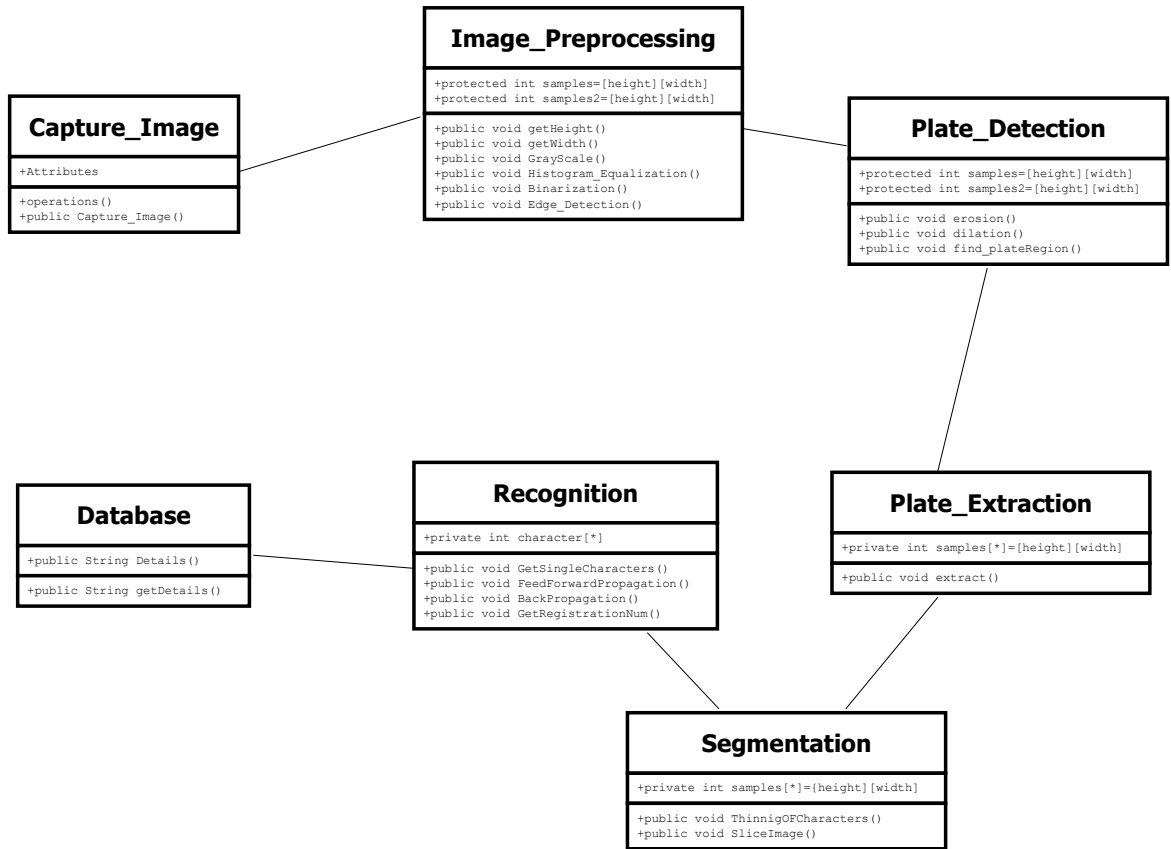 Image_Preprocessing
+protected int samples=[height][width]
+protected int samples2=[height][width]
+public void getHeight()
+public void getWidth()
+public void GrayScale()
+public void Histogram_Equalization()
+public void Binarization()
+public void Edge_Detection()
Capture_Image
+Attributes
+operations()
+public Capture_Image()
Plate_Detection
+protected int samples=[height][width]
+protected int samples2=[height][width]
+public void erosion()
+public void dilation()
+public void find_plateRegion()
Database
+public String Details()
+public String getDetails()
Recognition
+private int character[*]
+public void GetSingleCharacters()
+public void FeedForwardPropagation()
+public void BackPropagation()
+public void GetRegistrationNum()
Plate_Extraction
+private int samples[*]=[height][width]
+public void extract()
Segmentation
+private int samples[*]={height][width]
+public void ThinnigOFCharacters()
+public void SliceImage()